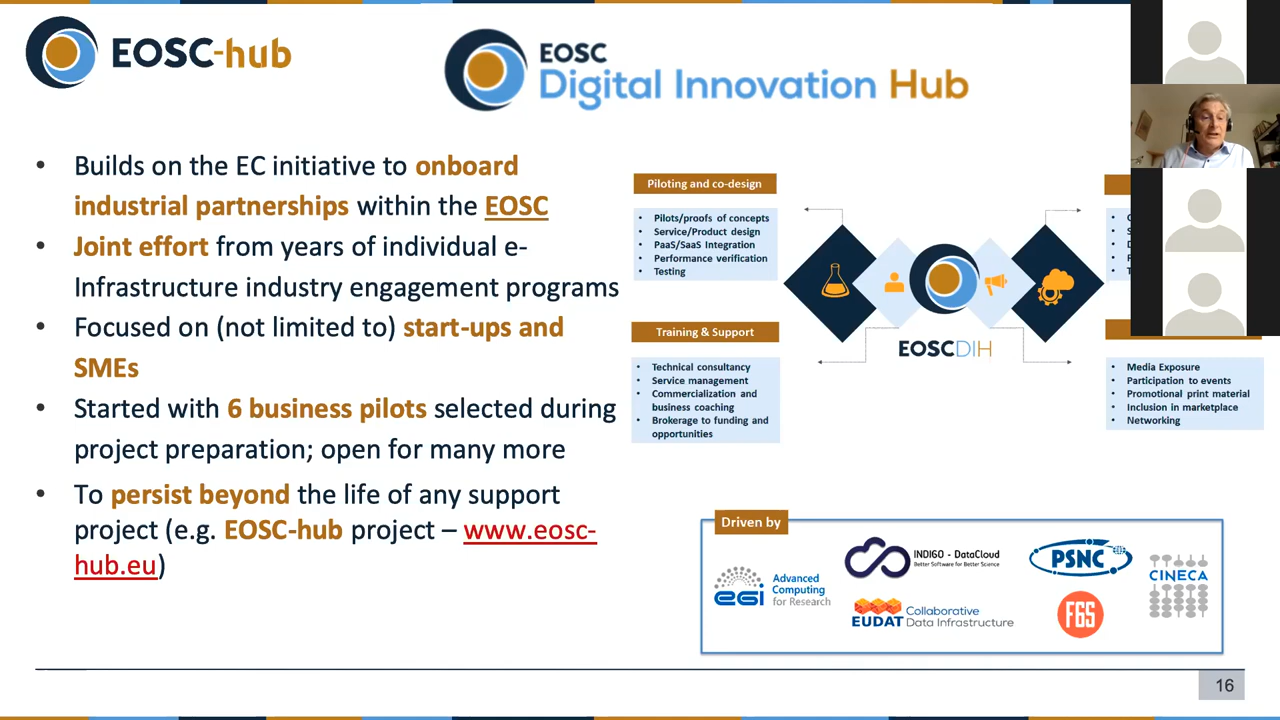 EOSC-hub
EOSC
Digital Innovation Hub
• Builds on the EC initiative to onboard
industrial partnerships within the EOSC
• Joint effort from years of individual e-
Infrastructure industry engagement programs
• Focused on (not limited to) start-ups and
SMEs
• Started with 6 business pilots selected during
project preparation; open for many more
• To persist beyond the life of any support
project (e.g. EOSC-hub project – www.eosc-
hub.eu)
Piloting and co-design
• Pilots/proofs of concepts
• Service/Product design
• PaaS/SaaS Integration
• Performance verification
• Testing
Training & Support
• Technical consultancy
• Service management
• Commercialization and
business coaching
• Brokerage to funding and
opportunities
EOSCDIH
• Media Exposure
• Participation to events
• Promotional print material
• Inclusion in marketplace
• Networking
Driven by
egi
Advanced
Computing
for Research
INDIGO - DataCloud
Better Software for Better Science
EUDAT
Collaborative
Data Infrastructure
PSNC
F6S
CINECA
16